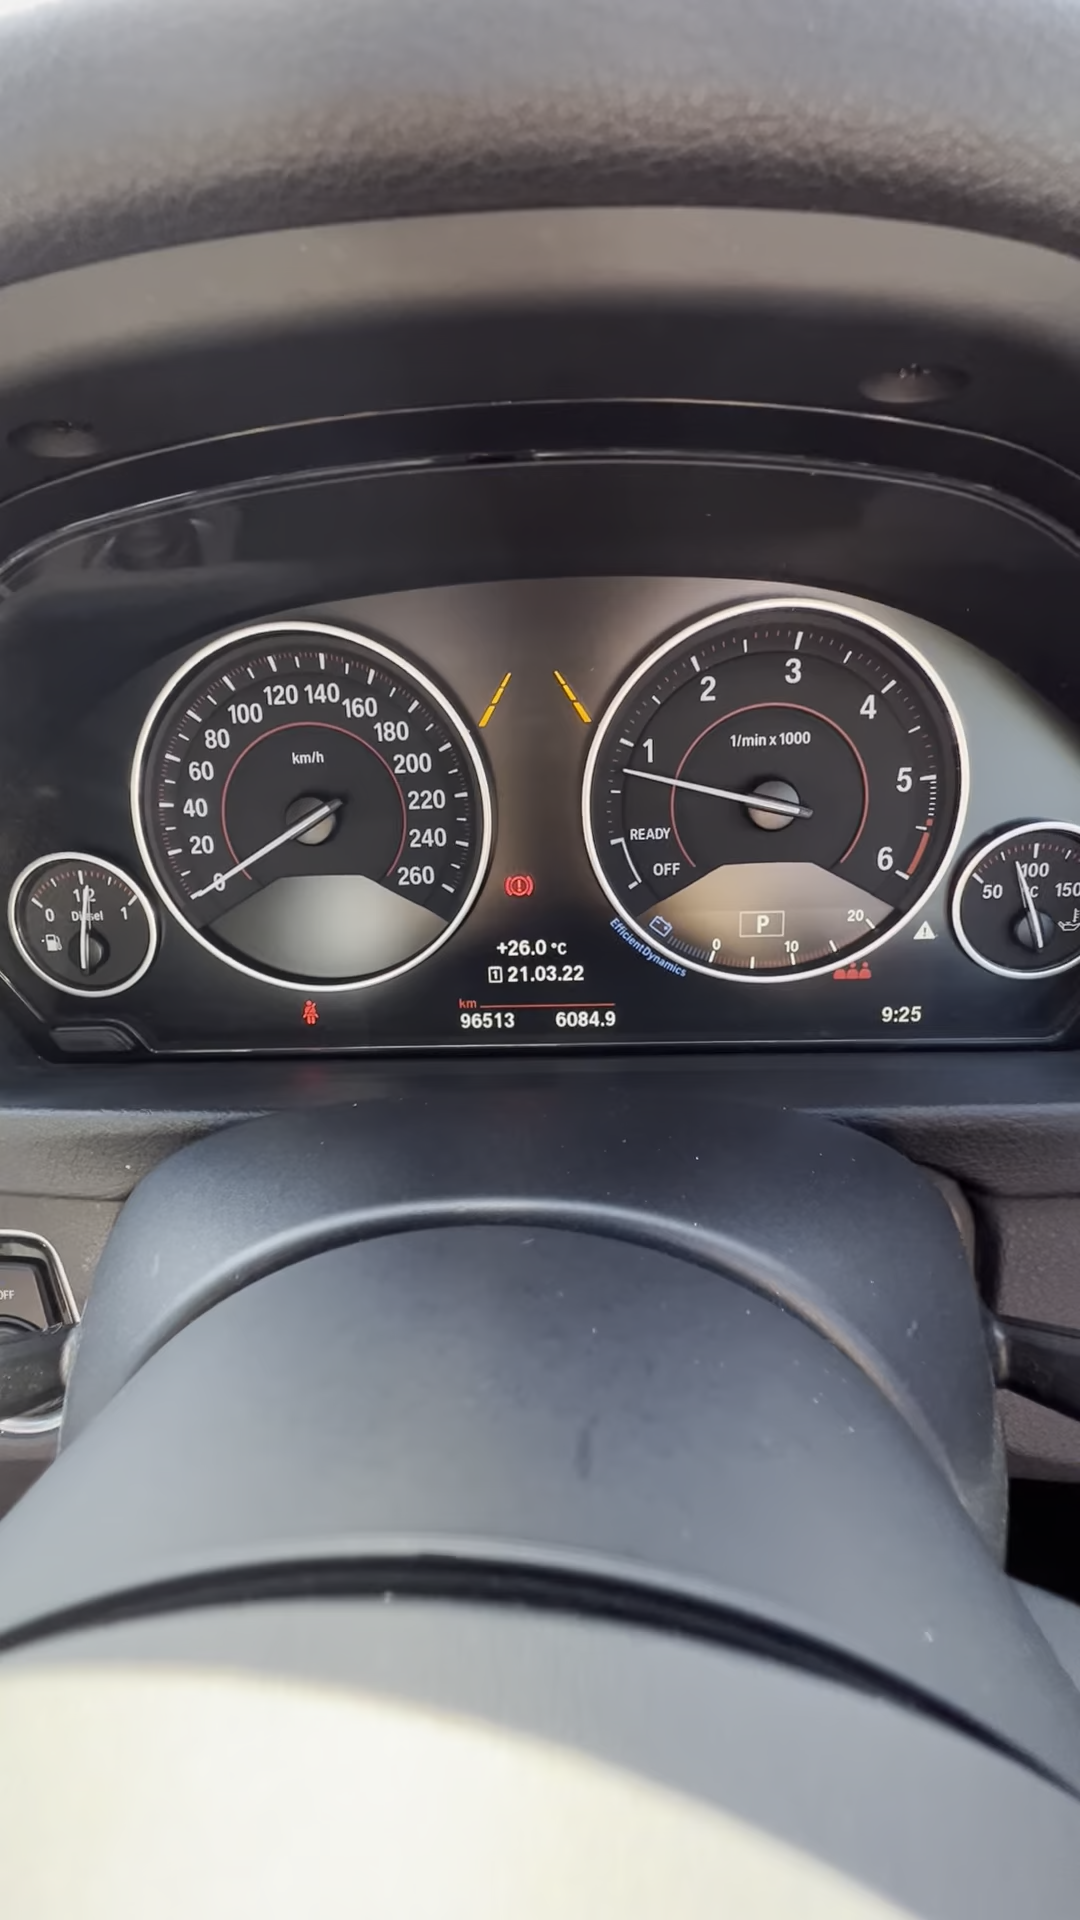 0 20 40 60 80 100 120 140 160 180 200 220 240 260
km/h
1 2 3 4 5 6
1/min x 1000
READY
OFF
P
0 10 20
EfficientDynamics
0 1/2 1
Diesel
50 100 150
°C
+26.0 °C
1 21.03.22
km
96513 6084.9
9:25
OFF